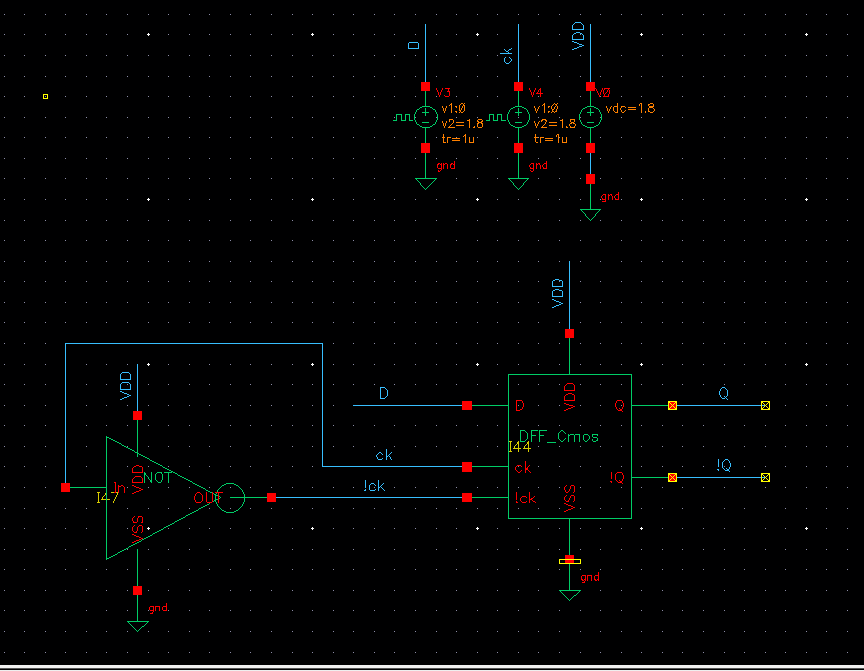 D
ck
VDD
V3
v1:0
v2=1.8
tr=1u
gnd
V4
v1:0
v2=1.8
tr=1u
gnd
V0
vdc=1.8
gnd
VDD
VDD
D
ck
!ck
In
VDD
NOT
I47
OUT
VSS
gnd
D
VDD
Q
DFF_Cmos
I44
ck
!Q
!ck
VSS
gnd
Q
!Q